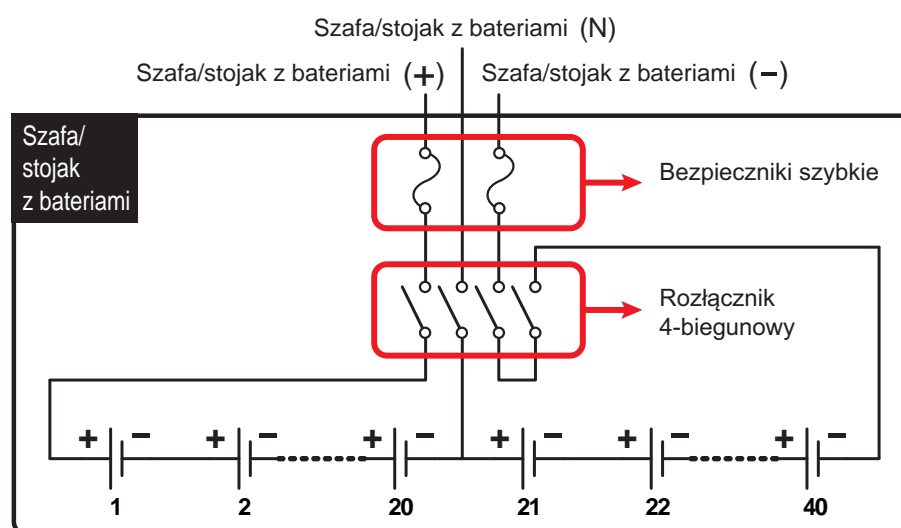 Szafa/stojak z bateriami (N)
Szafa/stojak z bateriami (+)
Szafa/stojak z bateriami (−)
Szafa/
stojak
z bateriami
Bezpieczniki szybkie
Rozłącznik
4-biegunowy
+ − + − + − + − + − + −
1 2 20 21 22 40